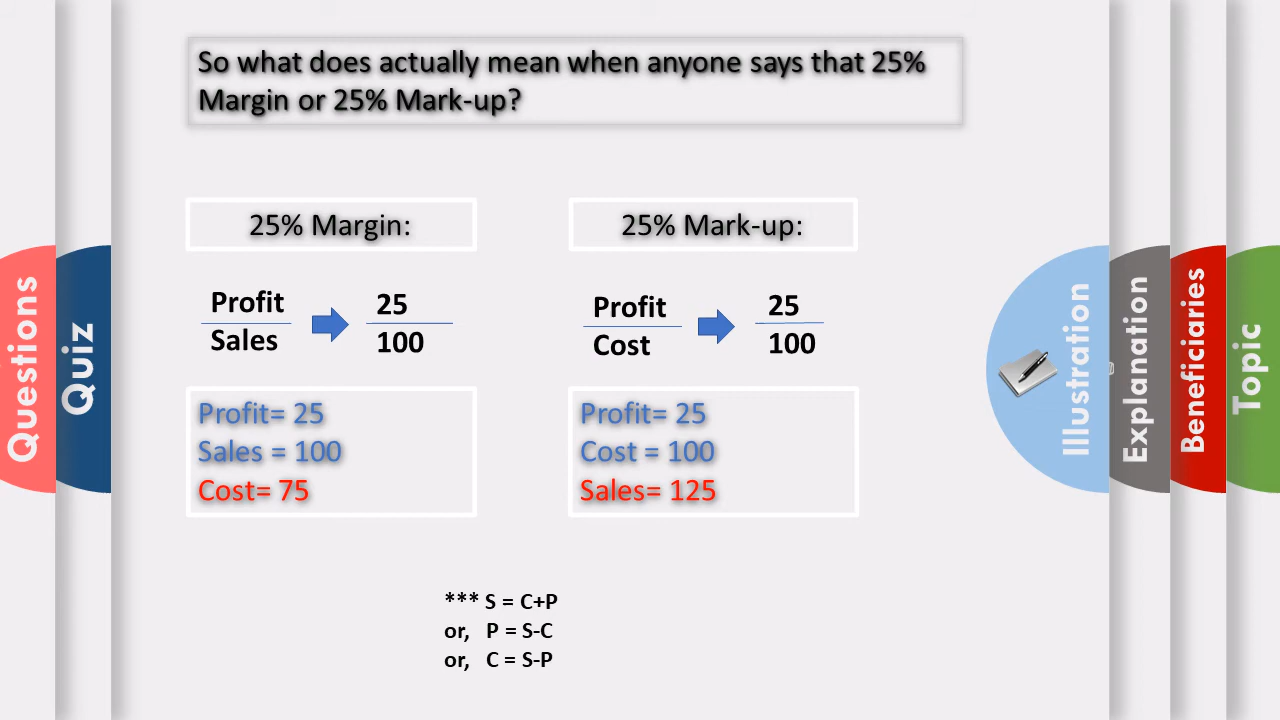 So what does actually mean when anyone says that 25%
Margin or 25% Mark-up?
25% Margin:
25% Mark-up:
Profit
Sales
25
100
Profit
Cost
25
100
Profit= 25
Sales = 100
Cost= 75
Profit= 25
Cost = 100
Sales= 125
*** S = C+P
or, P = S-C
or, C = S-P
Questions
Quiz
Illustration
Explanation
Beneficiaries
Topic